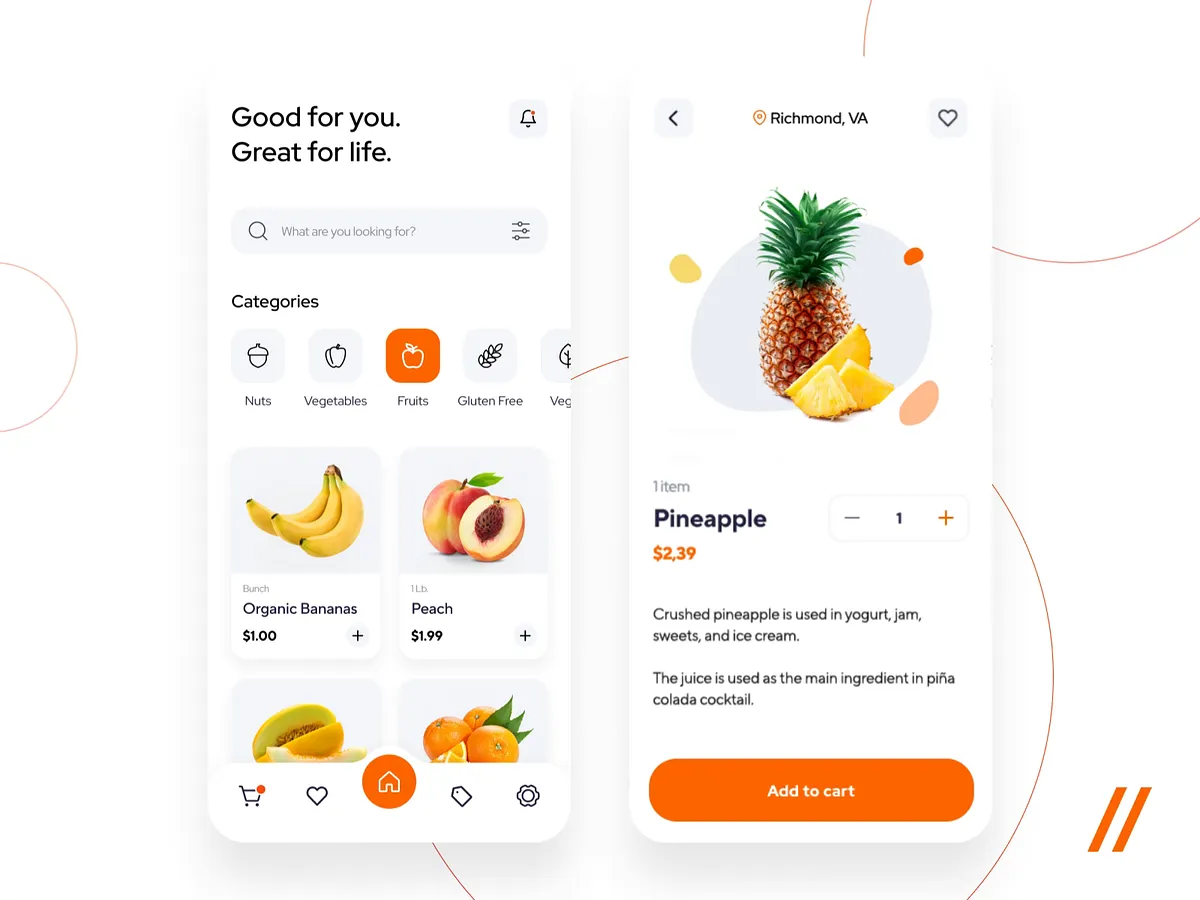 Good for you.
Great for life.
What are you looking for?
Categories
Nuts
Vegetables
Fruits
Gluten Free
Veg
Bunch
Organic Bananas
$1.00
1 Lb.
Peach
$1.99
Richmond, VA
1 item
Pineapple
1
$2,39
Crushed pineapple is used in yogurt, jam,
sweets, and ice cream.
The juice is used as the main ingredient in piña
colada cocktail.
Add to cart